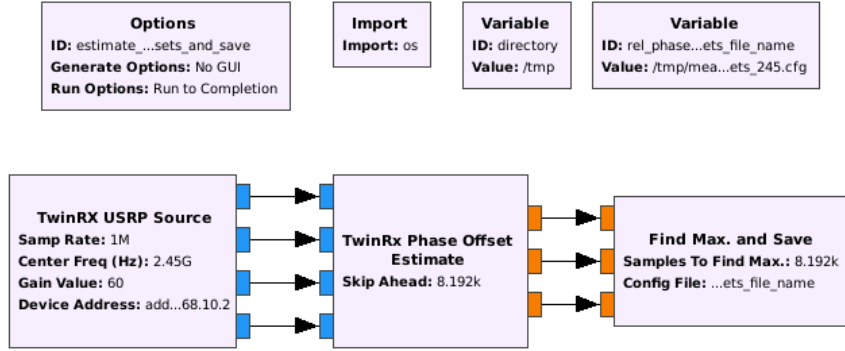 Options
ID: estimate_...sets_and_save
Generate Options: No GUI
Run Options: Run to Completion
Import
Import: os
Variable
ID: directory
Value: /tmp
Variable
ID: rel_phase...ets_file_name
Value: /tmp/mea...ets_245.cfg
TwinRX USRP Source
Samp Rate: 1M
Center Freq (Hz): 2.45G
Gain Value: 60
Device Address: add...68.10.2
TwinRx Phase Offset
Estimate
Skip Ahead: 8.192k
Find Max. and Save
Samples To Find Max.: 8.192k
Config File: ...ets_file_name